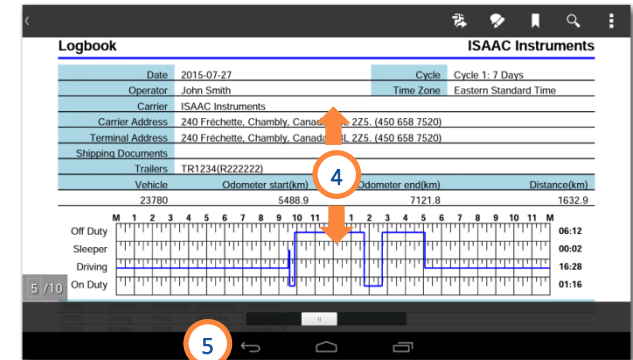 Logbook ISAAC Instruments
Date 2015-07-27 Cycle Cycle 1: 7 Days
Operator John Smith Time Zone Eastern Standard Time
Carrier ISAAC Instruments
Carrier Address 240 Fréchette, Chambly, Canada 2Z5. (450 658 7520)
Terminal Address 240 Fréchette, Chambly, Canada 2Z5. (450 658 7520)
Shipping Documents
Trailers TR1234(R222222)
4
Vehicle Odometer start(km) Odometer end(km) Distance(km)
23780 5488.9 7121.8 1632.9
M 1 2 3 4 5 6 7 8 9 10 11 1 2 3 4 5 6 7 8 9 10 11 M
Off Duty 06:12
Sleeper 00:02
Driving 16:28
On Duty 01:16
5 /10
5